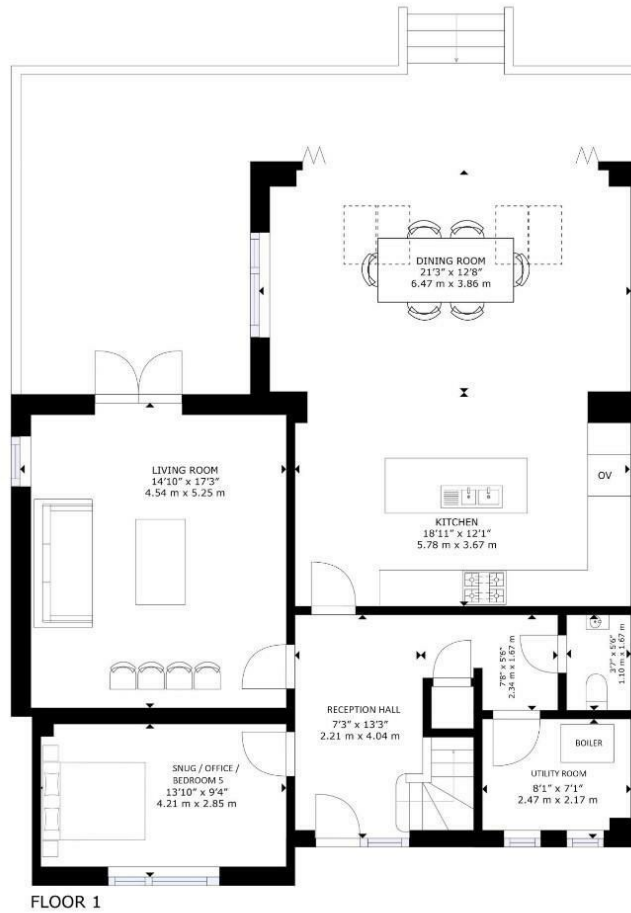 DINING ROOM
21'3" x 12'8"
6.47 m x 3.86 m
LIVING ROOM
14'10" x 17'3"
4.54 m x 5.25 m
OV
KITCHEN
18'11" x 12'1"
5.78 m x 3.67 m
7'8" x 5'6"
2.34 m x 1.67 m
3'7" x 5'6"
1.10 m x 1.67 m
RECEPTION HALL
7'3" x 13'3"
2.21 m x 4.04 m
BOILER
SNUG / OFFICE /
BEDROOM 5
13'10" x 9'4"
4.21 m x 2.85 m
UTILITY ROOM
8'1" x 7'1"
2.47 m x 2.17 m
FLOOR 1